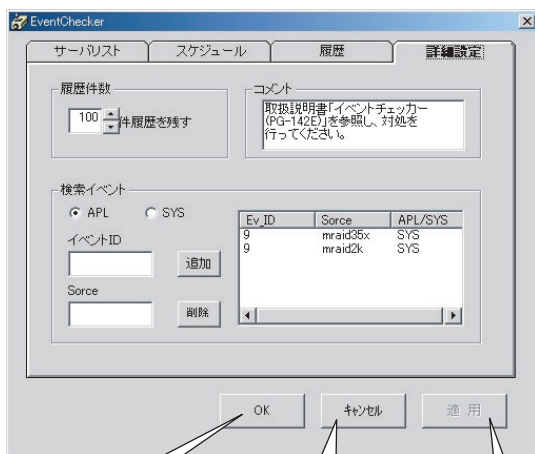 EventChecker
サーバリスト スケジュール 履歴 詳細設定
履歴件数
100 件履歴を残す
コメント
取扱説明書「イベントチェッカー
(PG-142E)」を参照し、対処を
行ってください。
検索イベント
APL SYS
イベントID
追加
Sorce
削除
Ev_ID Sorce APL/SYS
9 mraid35x SYS
9 mraid2k SYS
OK キャンセル 適用